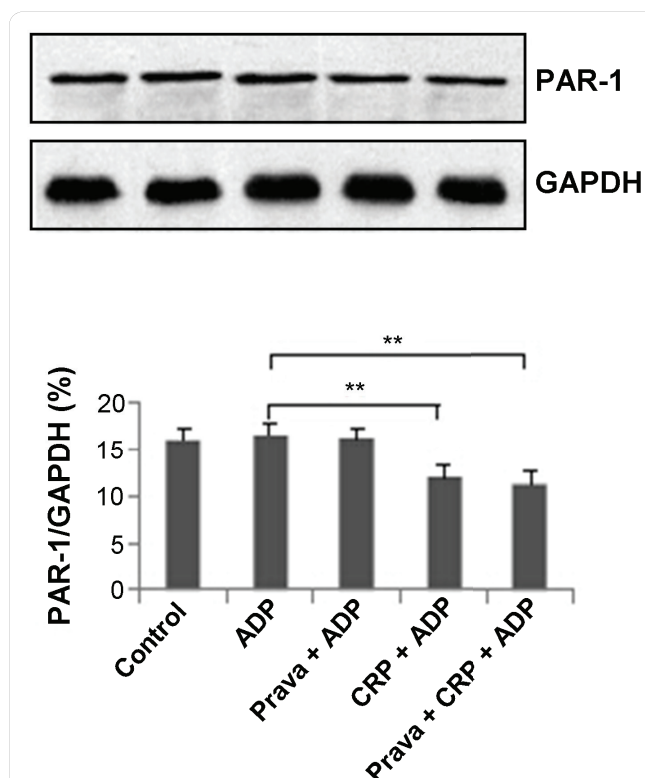 PAR-1
GAPDH
**
**
PAR-1/GAPDH (%)
20
15
10
5
0
Control
ADP
Prava + ADP
CRP + ADP
Prava + CRP + ADP